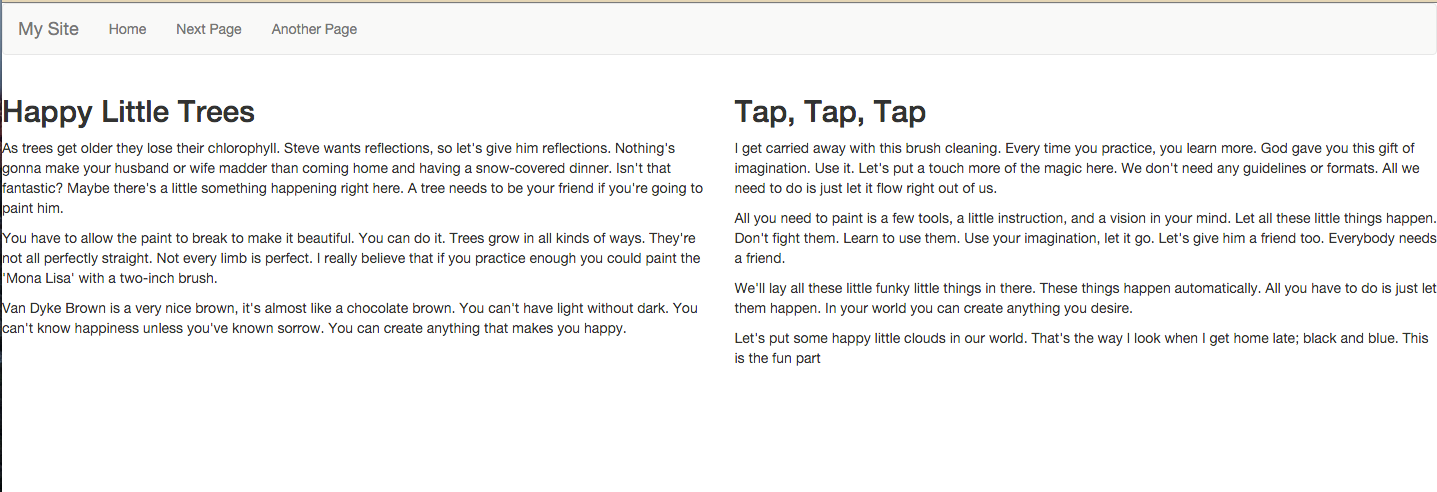 My Site Home Next Page Another Page
Happy Little Trees
As trees get older they lose their chlorophyll. Steve wants reflections, so let's give him reflections. Nothing's
gonna make your husband or wife madder than coming home and having a snow-covered dinner. Isn't that
fantastic? Maybe there's a little something happening right here. A tree needs to be your friend if you're going to
paint him.
You have to allow the paint to break to make it beautiful. You can do it. Trees grow in all kinds of ways. They're
not all perfectly straight. Not every limb is perfect. I really believe that if you practice enough you could paint the
'Mona Lisa' with a two-inch brush.
Van Dyke Brown is a very nice brown, it's almost like a chocolate brown. You can't have light without dark. You
can't know happiness unless you've known sorrow. You can create anything that makes you happy.
Tap, Tap, Tap
I get carried away with this brush cleaning. Every time you practice, you learn more. God gave you this gift of
imagination. Use it. Let's put a touch more of the magic here. We don't need any guidelines or formats. All we
need to do is just let it flow right out of us.
All you need to paint is a few tools, a little instruction, and a vision in your mind. Let all these little things happen.
Don't fight them. Learn to use them. Use your imagination, let it go. Let's give him a friend too. Everybody needs
a friend.
We'll lay all these little funky little things in there. These things happen automatically. All you have to do is just let
them happen. In your world you can create anything you desire.
Let's put some happy little clouds in our world. That's the way I look when I get home late; black and blue. This
is the fun part